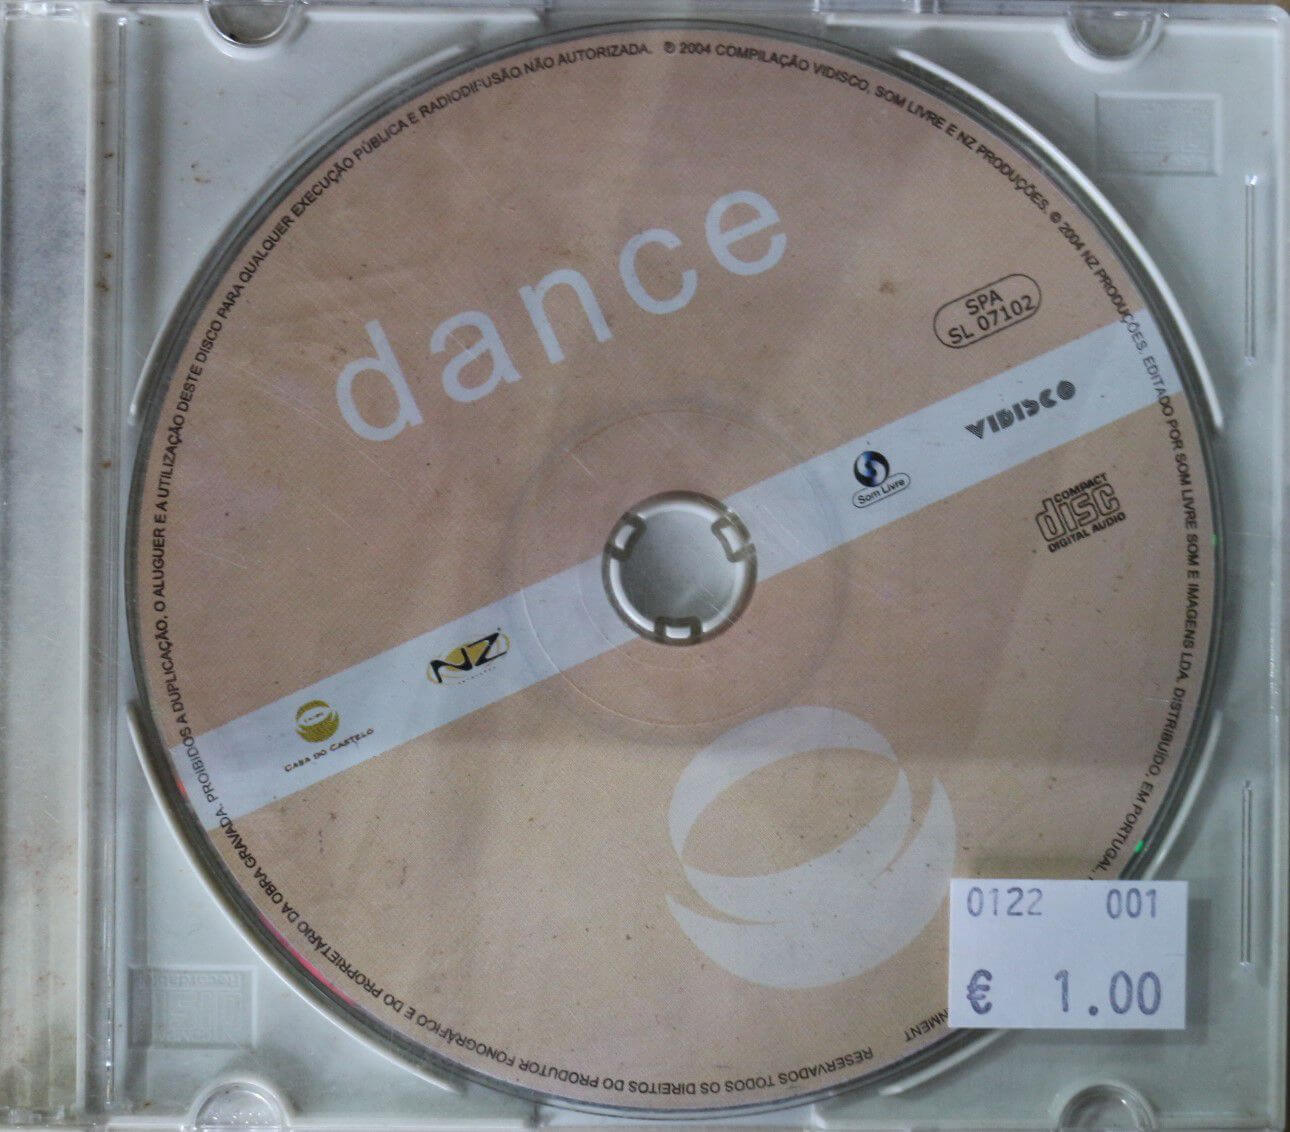 RESERVADOS TODOS OS DIREITOS DO PRODUTOR FONOGRÁFICO E DO PROPRIETÁRIO DA OBRA GRAVADA. PROIBIDOS A DUPLICAÇÃO, O ALUGUER E A UTILIZAÇÃO DESTE DISCO PARA QUALQUER EXECUÇÃO PÚBLICA E RADIODIFUSÃO NÃO AUTORIZADA. ℗ 2004 COMPILAÇÃO VIDISCO, SOM LIVRE E NZ PRODUÇÕES. © 2004 NZ PRODUÇÕES. EDITADO POR SOM LIVRE SOM E IMAGENS LDA. DISTRIBUÍDO, EM PORTUGAL,
dance
SPA
SL 07102
VIDISCO
Som Livre
COMPACT
disc
DIGITAL AUDIO
NZ
CASA DO CASTELO
0122 001
€ 1.00